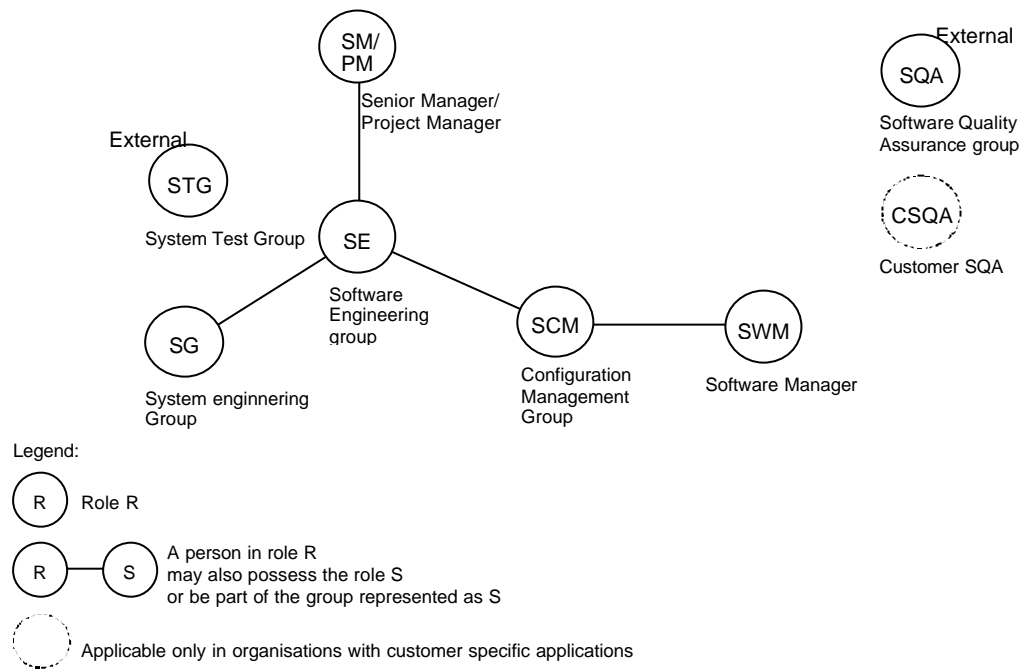 SM/
PM
Senior Manager/
Project Manager
External
SQA
Software Quality
Assurance group
External
STG
System Test Group
SE
Software
Engineering
group
CSQA
Customer SQA
SG
System enginnering
Group
SCM
Configuration
Management
Group
SWM
Software Manager
Legend:
R
Role R
R
S
A person in role R
may also possess the role S
or be part of the group represented as S
Applicable only in organisations with customer specific applications